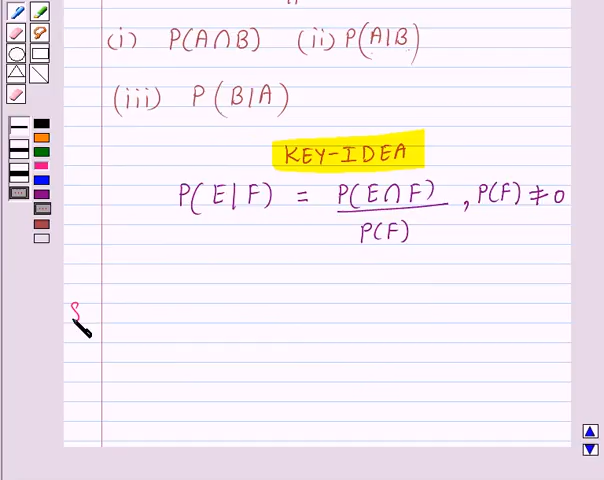 (i) P(A∩B) (ii) P(A|B)
(iii) P(B|A)
KEY-IDEA
P(E|F) = P(E∩F) / P(F), P(F) ≠ 0
S